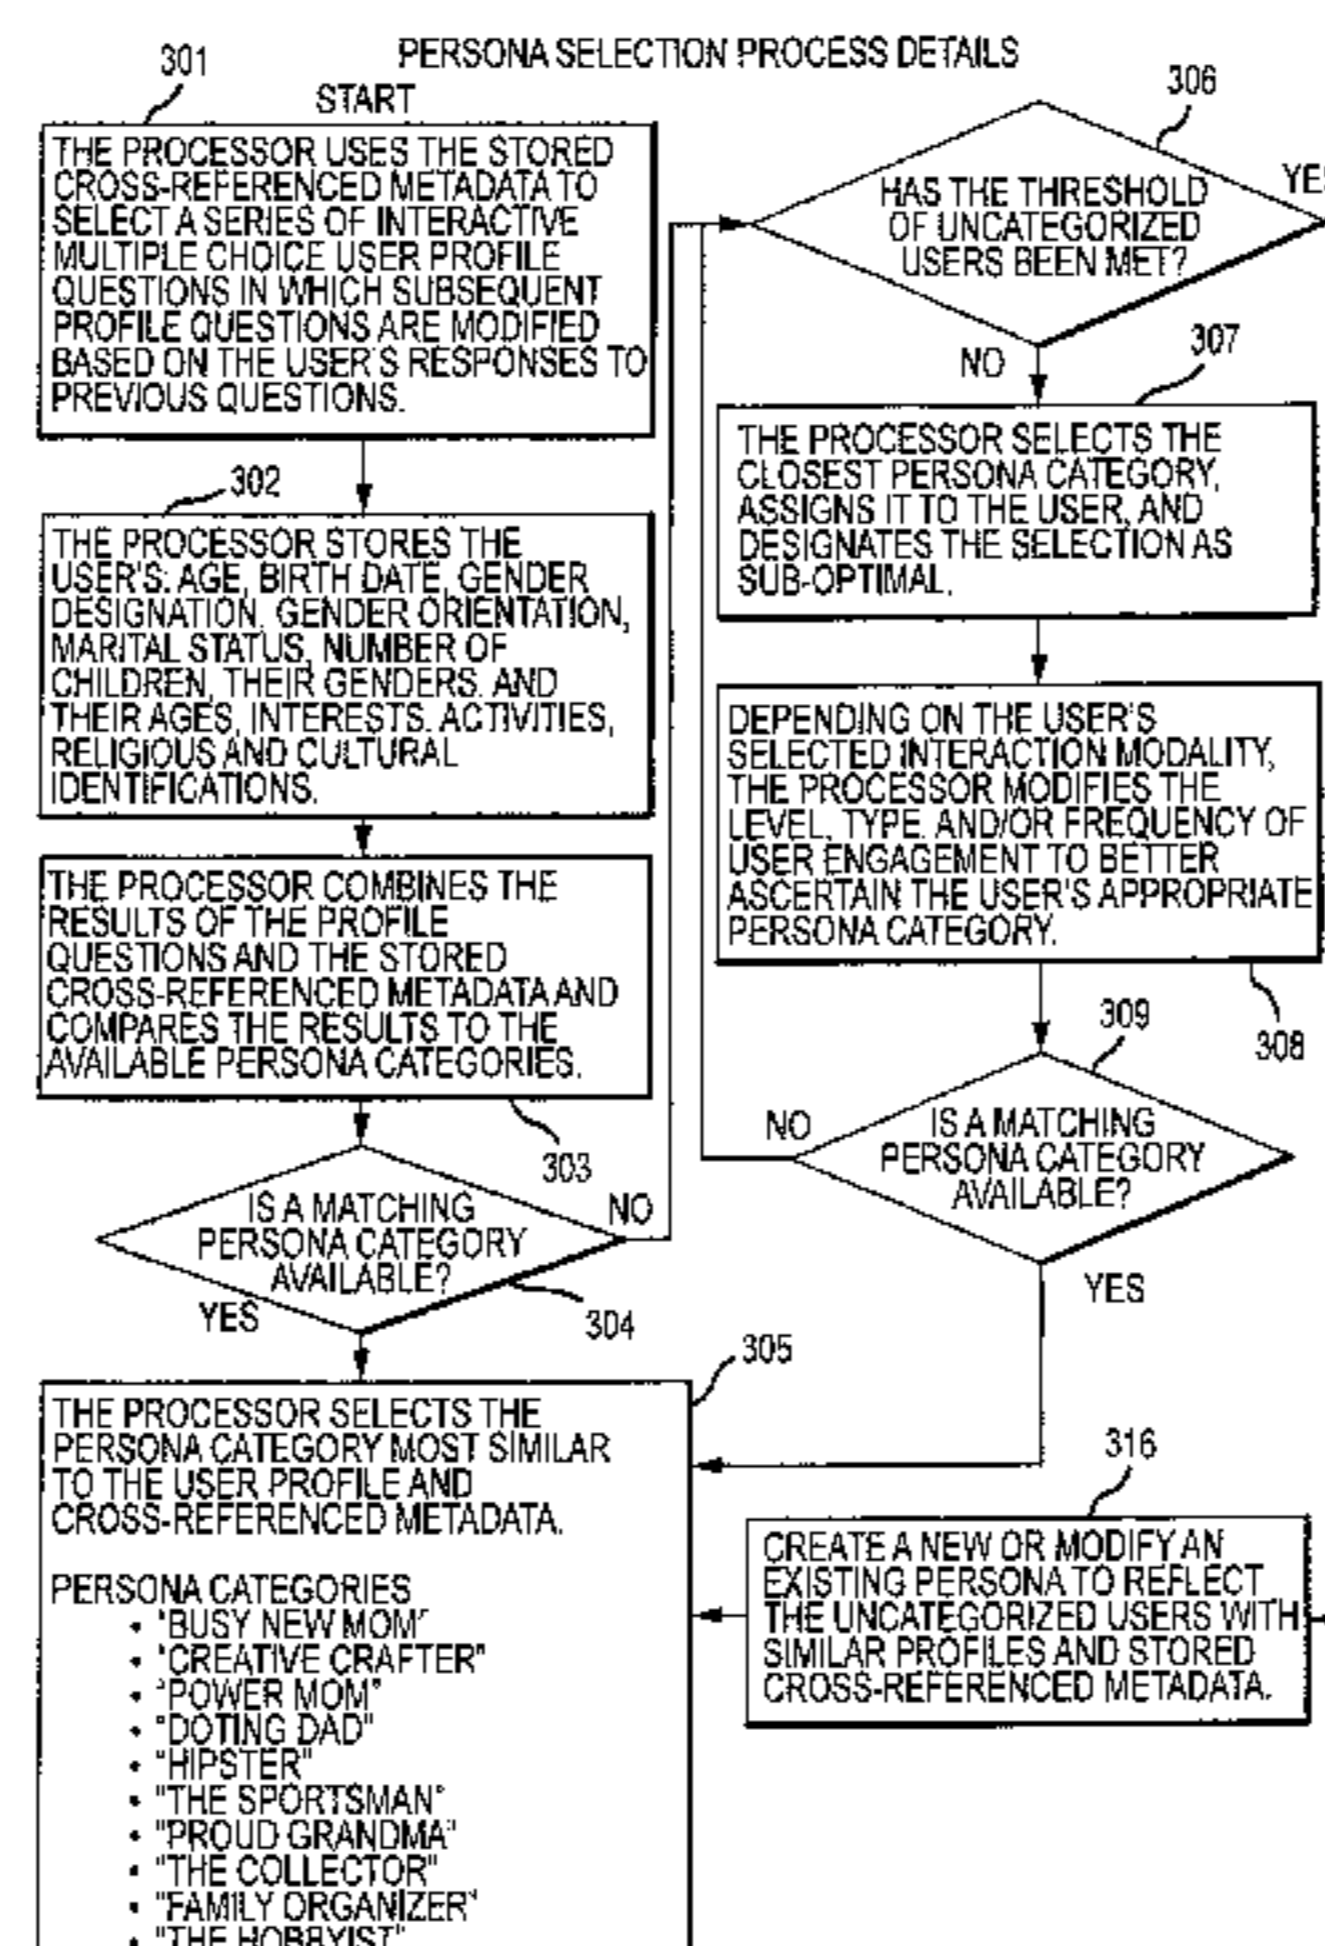 PERSONA SELECTION PROCESS DETAILS
301
START
THE PROCESSOR USES THE STORED
CROSS-REFERENCED METADATA TO
SELECT A SERIES OF INTERACTIVE
MULTIPLE CHOICE USER PROFILE
QUESTIONS IN WHICH SUBSEQUENT
PROFILE QUESTIONS ARE MODIFIED
BASED ON THE USER'S RESPONSES TO
PREVIOUS QUESTIONS.
302
THE PROCESSOR STORES THE
USER'S: AGE, BIRTH DATE, GENDER
DESIGNATION, GENDER ORIENTATION,
MARITAL STATUS, NUMBER OF
CHILDREN, THEIR GENDERS, AND
THEIR AGES, INTERESTS, ACTIVITIES,
RELIGIOUS AND CULTURAL
IDENTIFICATIONS.
THE PROCESSOR COMBINES THE
RESULTS OF THE PROFILE
QUESTIONS AND THE STORED
CROSS-REFERENCED METADATA AND
COMPARES THE RESULTS TO THE
AVAILABLE PERSONA CATEGORIES.
303
IS A MATCHING
PERSONA CATEGORY
AVAILABLE?
NO
YES
304
305
THE PROCESSOR SELECTS THE
PERSONA CATEGORY MOST SIMILAR
TO THE USER PROFILE AND
CROSS-REFERENCED METADATA.
PERSONA CATEGORIES
• "BUSY NEW MOM"
• "CREATIVE CRAFTER"
• "POWER MOM"
• "DOTING DAD"
• "HIPSTER"
• "THE SPORTSMAN"
• "PROUD GRANDMA"
• "THE COLLECTOR"
• "FAMILY ORGANIZER"
• "THE HOBBYIST"
306
HAS THE THRESHOLD
OF UNCATEGORIZED
USERS BEEN MET?
YES
NO
307
THE PROCESSOR SELECTS THE
CLOSEST PERSONA CATEGORY,
ASSIGNS IT TO THE USER, AND
DESIGNATES THE SELECTION AS
SUB-OPTIMAL.
DEPENDING ON THE USER'S
SELECTED INTERACTION MODALITY,
THE PROCESSOR MODIFIES THE
LEVEL, TYPE, AND/OR FREQUENCY OF
USER ENGAGEMENT TO BETTER
ASCERTAIN THE USER'S APPROPRIATE
PERSONA CATEGORY.
308
309
IS A MATCHING
PERSONA CATEGORY
AVAILABLE?
NO
YES
316
CREATE A NEW OR MODIFY AN
EXISTING PERSONA TO REFLECT
THE UNCATEGORIZED USERS WITH
SIMILAR PROFILES AND STORED
CROSS-REFERENCED METADATA.